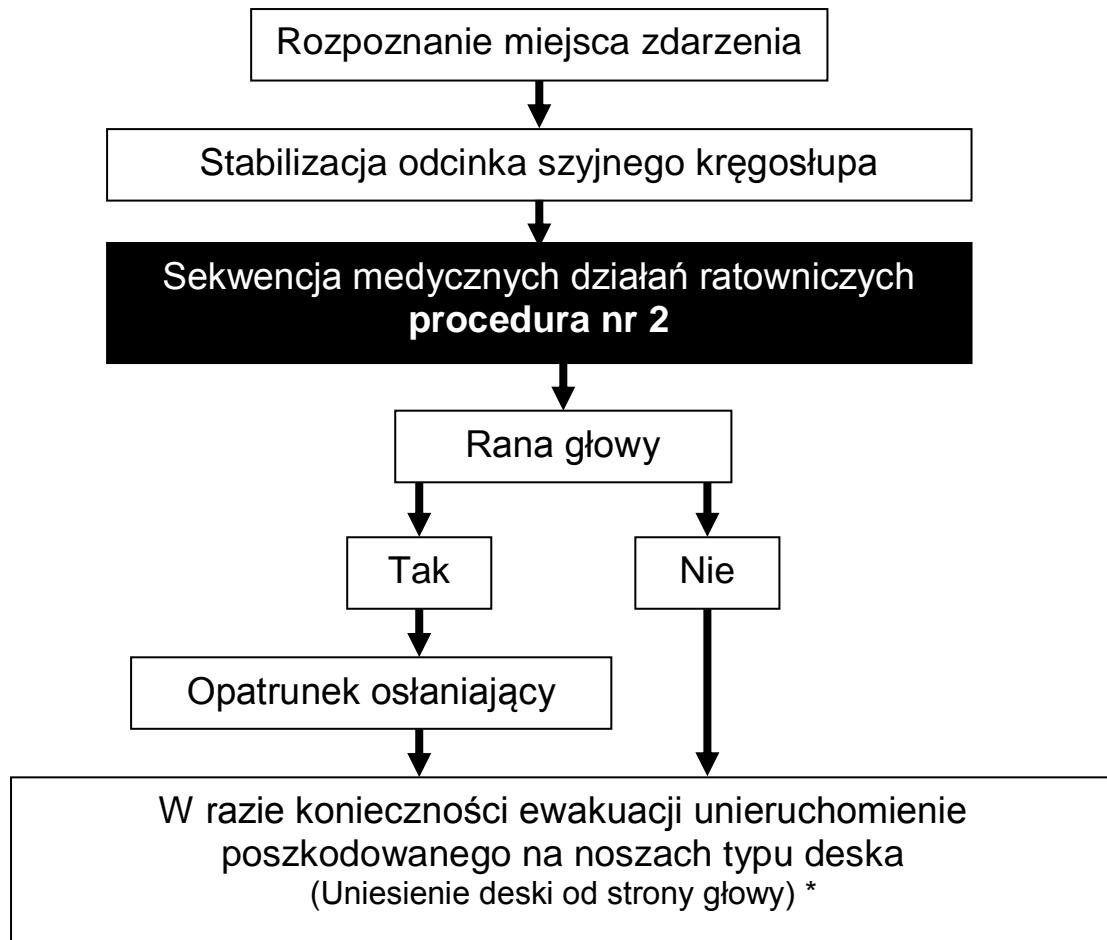 Rozpoznanie miejsca zdarzenia
Stabilizacja odcinka szyjnego kręgosłupa
Sekwencja medycznych działań ratowniczych
procedura nr 2
Rana głowy
Tak
Nie
Opatrunek osłaniający
W razie konieczności ewakuacji unieruchomienie
poszkodowanego na noszach typu deska
(Uniesienie deski od strony głowy) *